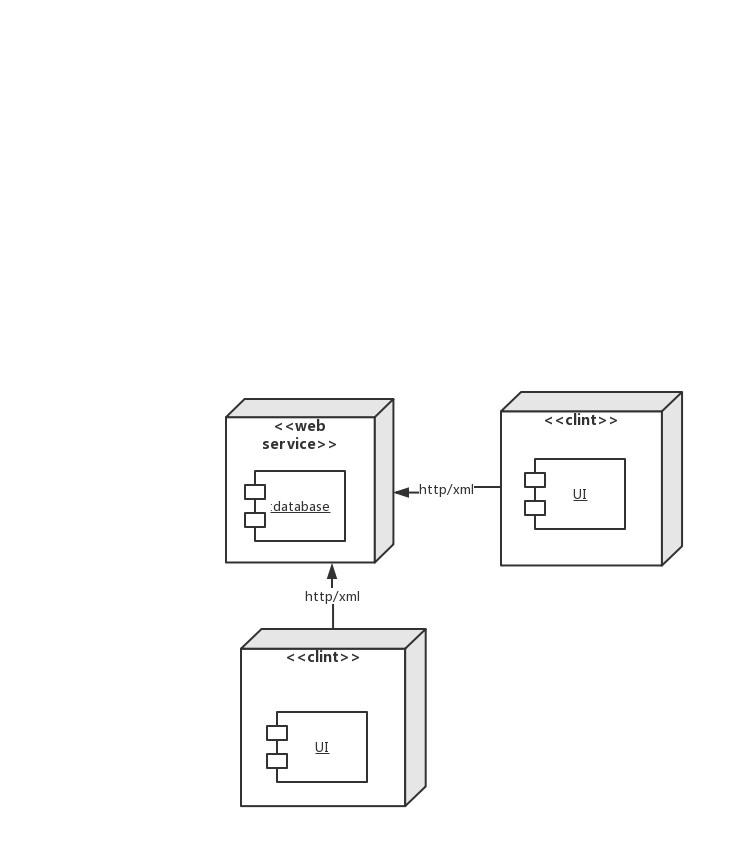 <<web
service>>
:database
http/xml
<<clint>>
UI
http/xml
<<clint>>
UI